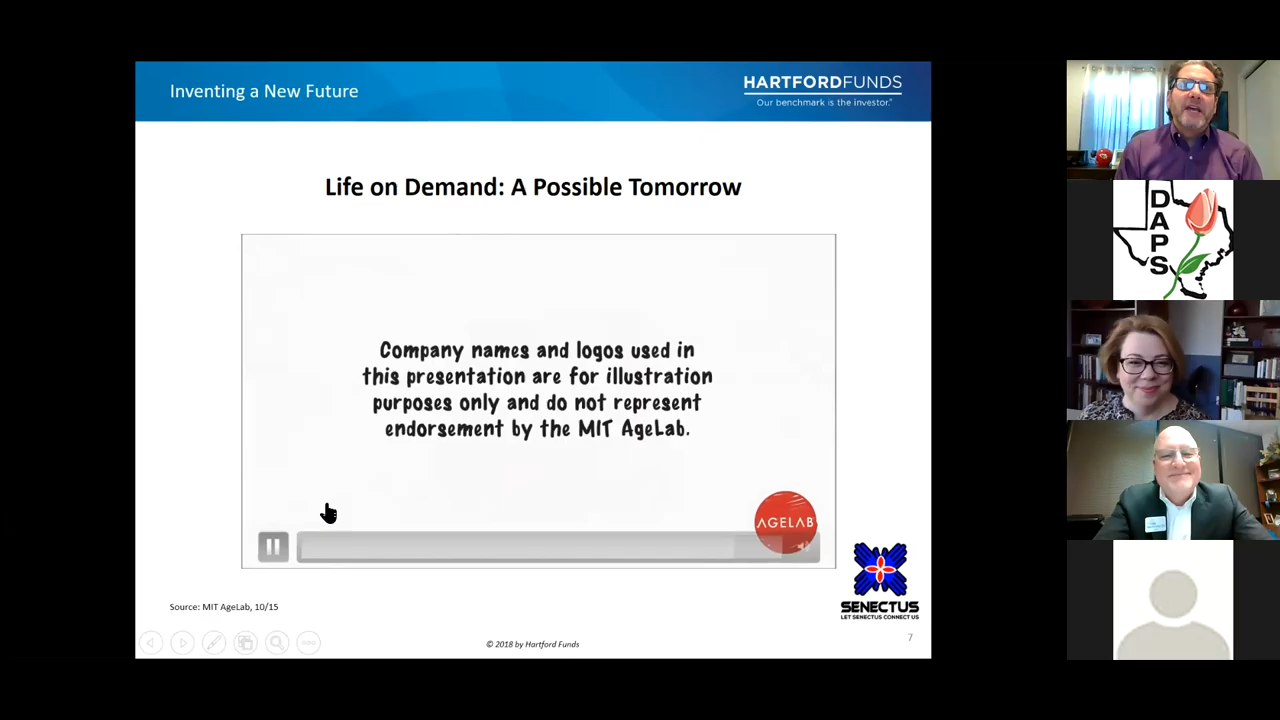 Inventing a New Future
HARTFORDFUNDS
Our benchmark is the investor.®
Life on Demand: A Possible Tomorrow
Company names and logos used in
this presentation are for illustration
purposes only and do not represent
endorsement by the MIT AgeLab.
AGELAB
SENECTUS
LET SENECTUS CONNECT US
Source: MIT AgeLab, 10/15
© 2018 by Hartford Funds
7
DAPS